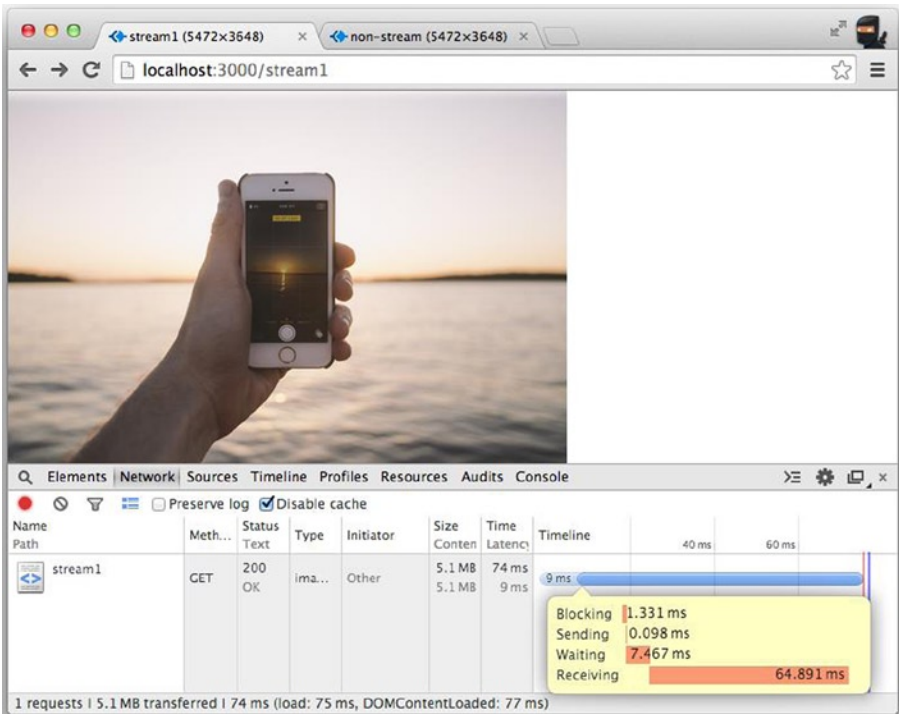 stream1 (5472×3648) ×
non-stream (5472×3648) ×
localhost:3000/stream1
Elements Network Sources Timeline Profiles Resources Audits Console
Preserve log Disable cache
Name Path
Meth... Status Text Type Initiator Size Conten Time Latency Timeline 40 ms 60 ms
stream1 GET 200 OK ima... Other 5.1 MB 5.1 MB 74 ms 9 ms 9 ms
Blocking 1.331 ms
Sending 0.098 ms
Waiting 7.467 ms
Receiving 64.891 ms
1 requests | 5.1 MB transferred | 74 ms (load: 75 ms, DOMContentLoaded: 77 ms)